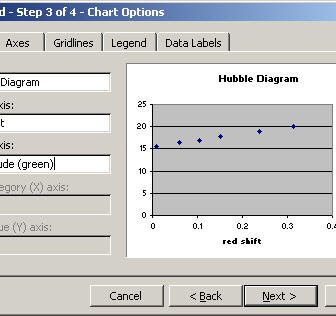 d - Step 3 of 4 - Chart Options
Axes Gridlines Legend Data Labels
Diagram
xis:
t
xis:
ude (green)
egory (X) axis:
ue (Y) axis:
Hubble Diagram
25
20
15
10
5
0
0 0.1 0.2 0.3 0.4
red shift
Cancel < Back Next >